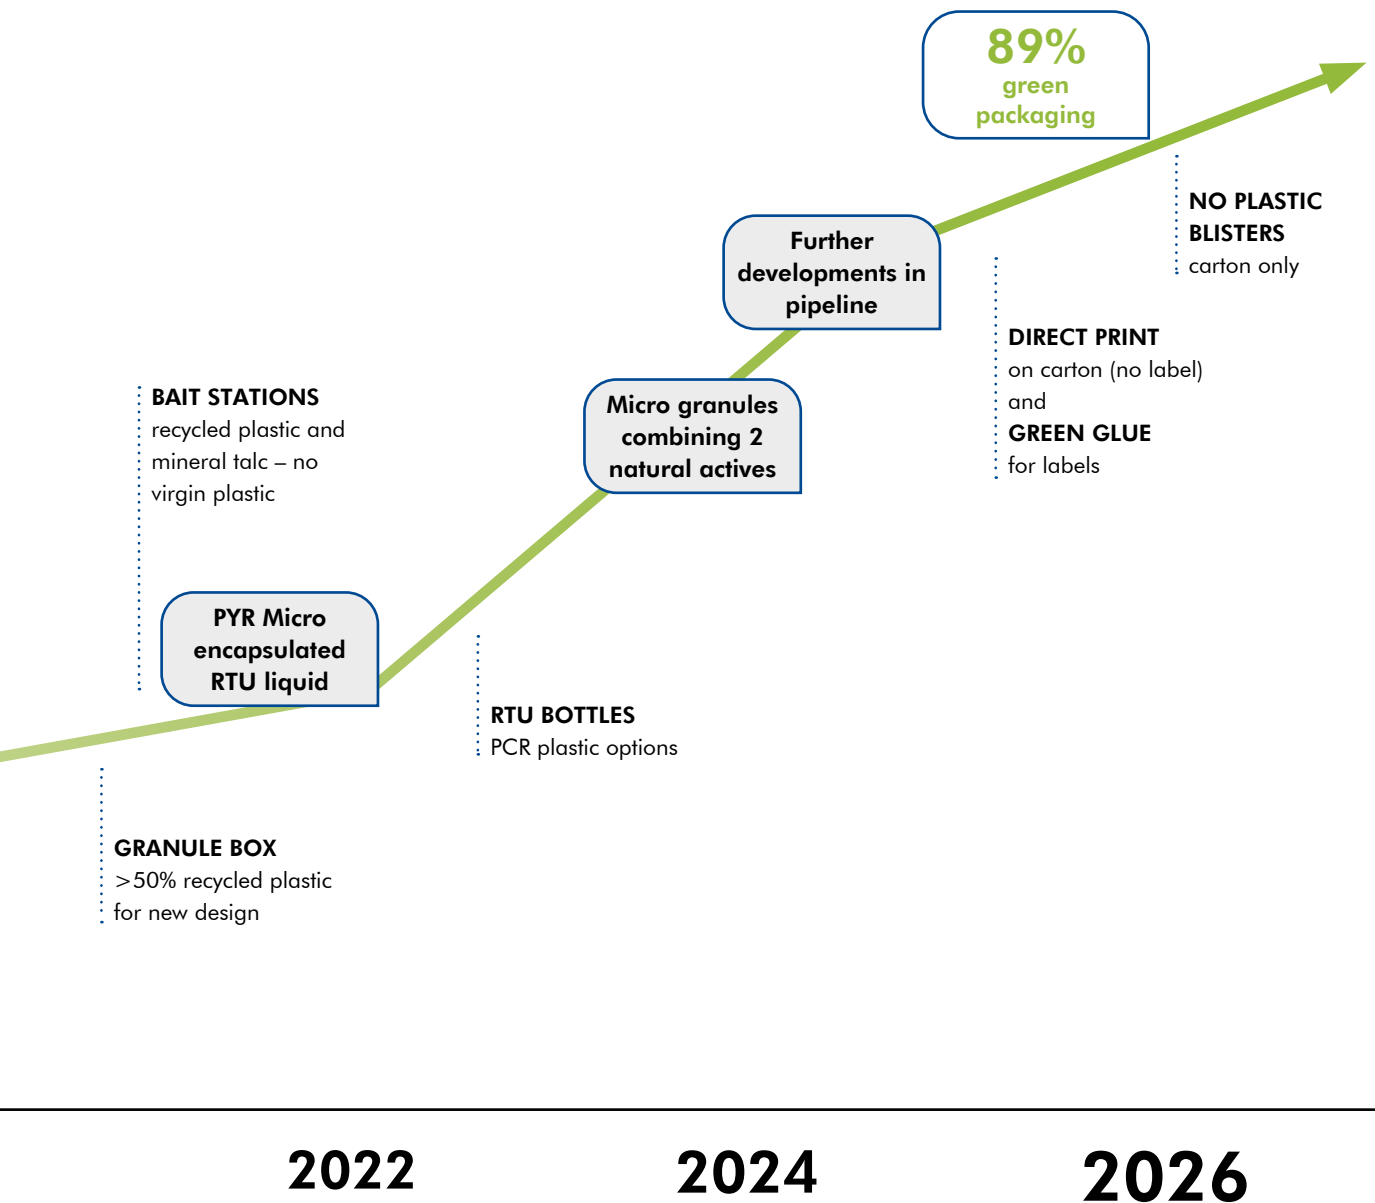 89%
green
packaging
NO PLASTIC
BLISTERS
carton only
Further
developments in
pipeline
DIRECT PRINT
on carton (no label)
and
GREEN GLUE
for labels
BAIT STATIONS
recycled plastic and
mineral talc – no
virgin plastic
Micro granules
combining 2
natural actives
PYR Micro
encapsulated
RTU liquid
RTU BOTTLES
PCR plastic options
GRANULE BOX
>50% recycled plastic
for new design
2022
2024
2026